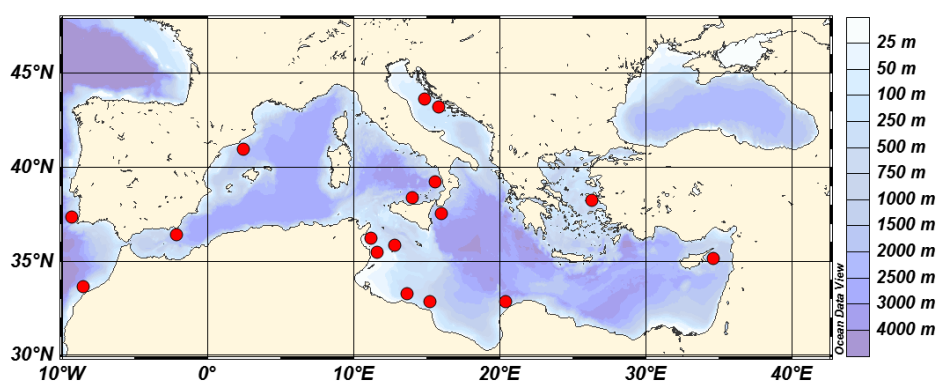 45°N
40°N
35°N
30°N
10°W
0°
10°E
20°E
30°E
40°E
Ocean Data View
25 m
50 m
100 m
250 m
500 m
750 m
1000 m
1500 m
2000 m
2500 m
3000 m
4000 m